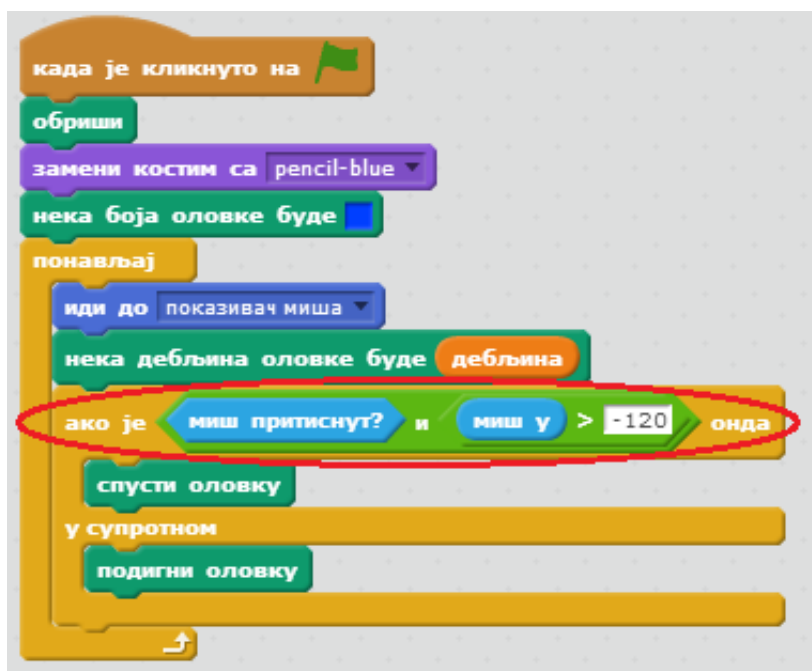 када је кликнуто на
обриши
замени костим са pencil-blue
нека боја оловке буде
понављај
иди до показивач миша
нека дебљина оловке буде дебљина
ако је миш притиснут? и миш y > -120 онда
спусти оловку
у супротном
подигни оловку